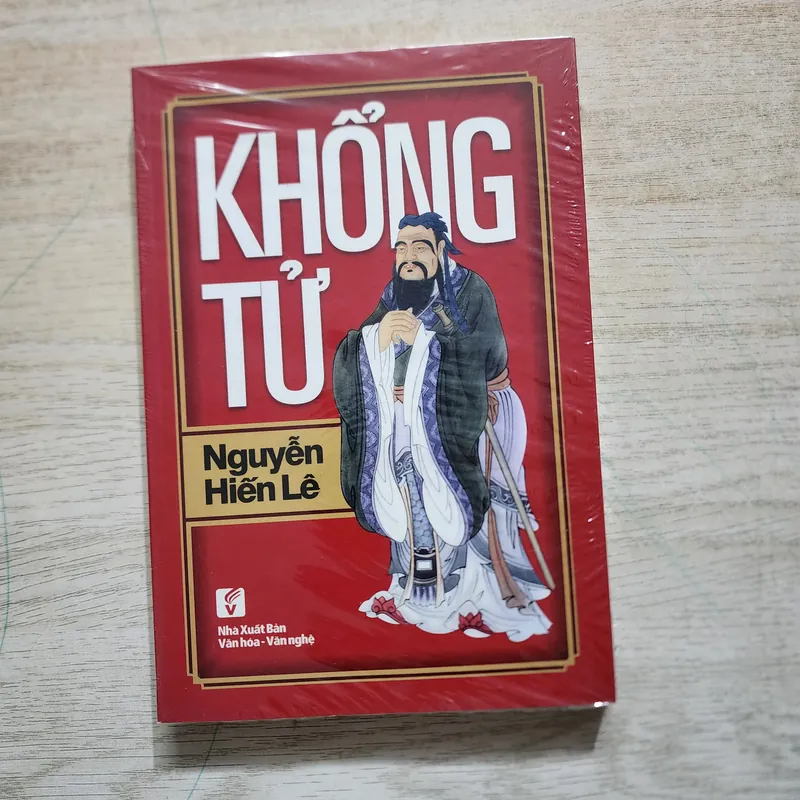 KHỔNG
TỬ
Nguyễn
Hiến Lê
V
Nhà Xuất Bản
Văn hóa - Văn nghệ